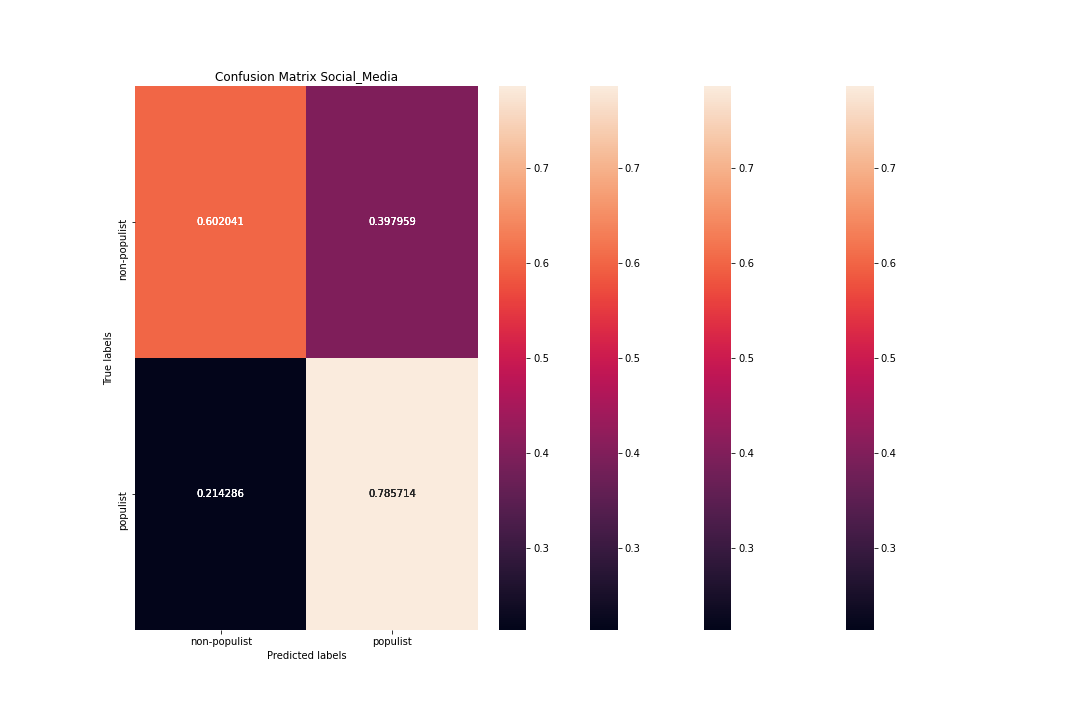 Confusion Matrix Social_Media
True labels
non-populist
populist
0.602041 0.397959
0.214286 0.785714
non-populist populist
Predicted labels
0.7 0.7 0.7 0.7
0.6 0.6 0.6 0.6
0.5 0.5 0.5 0.5
0.4 0.4 0.4 0.4
0.3 0.3 0.3 0.3